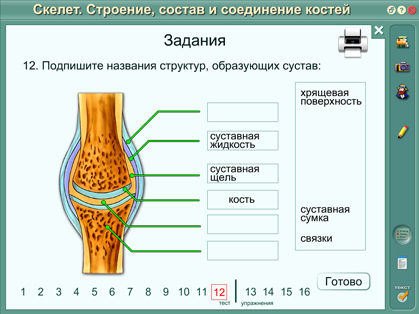 Скелет. Строение, состав и соединение костей
Задания
12. Подпишите названия структур, образующих сустав:
хрящевая
поверхность
суставная
жидкость
суставная
щель
кость
суставная
сумка
связки
Готово
1 2 3 4 5 6 7 8 9 10 11 12 13 14 15 16
тест упражнения
текст